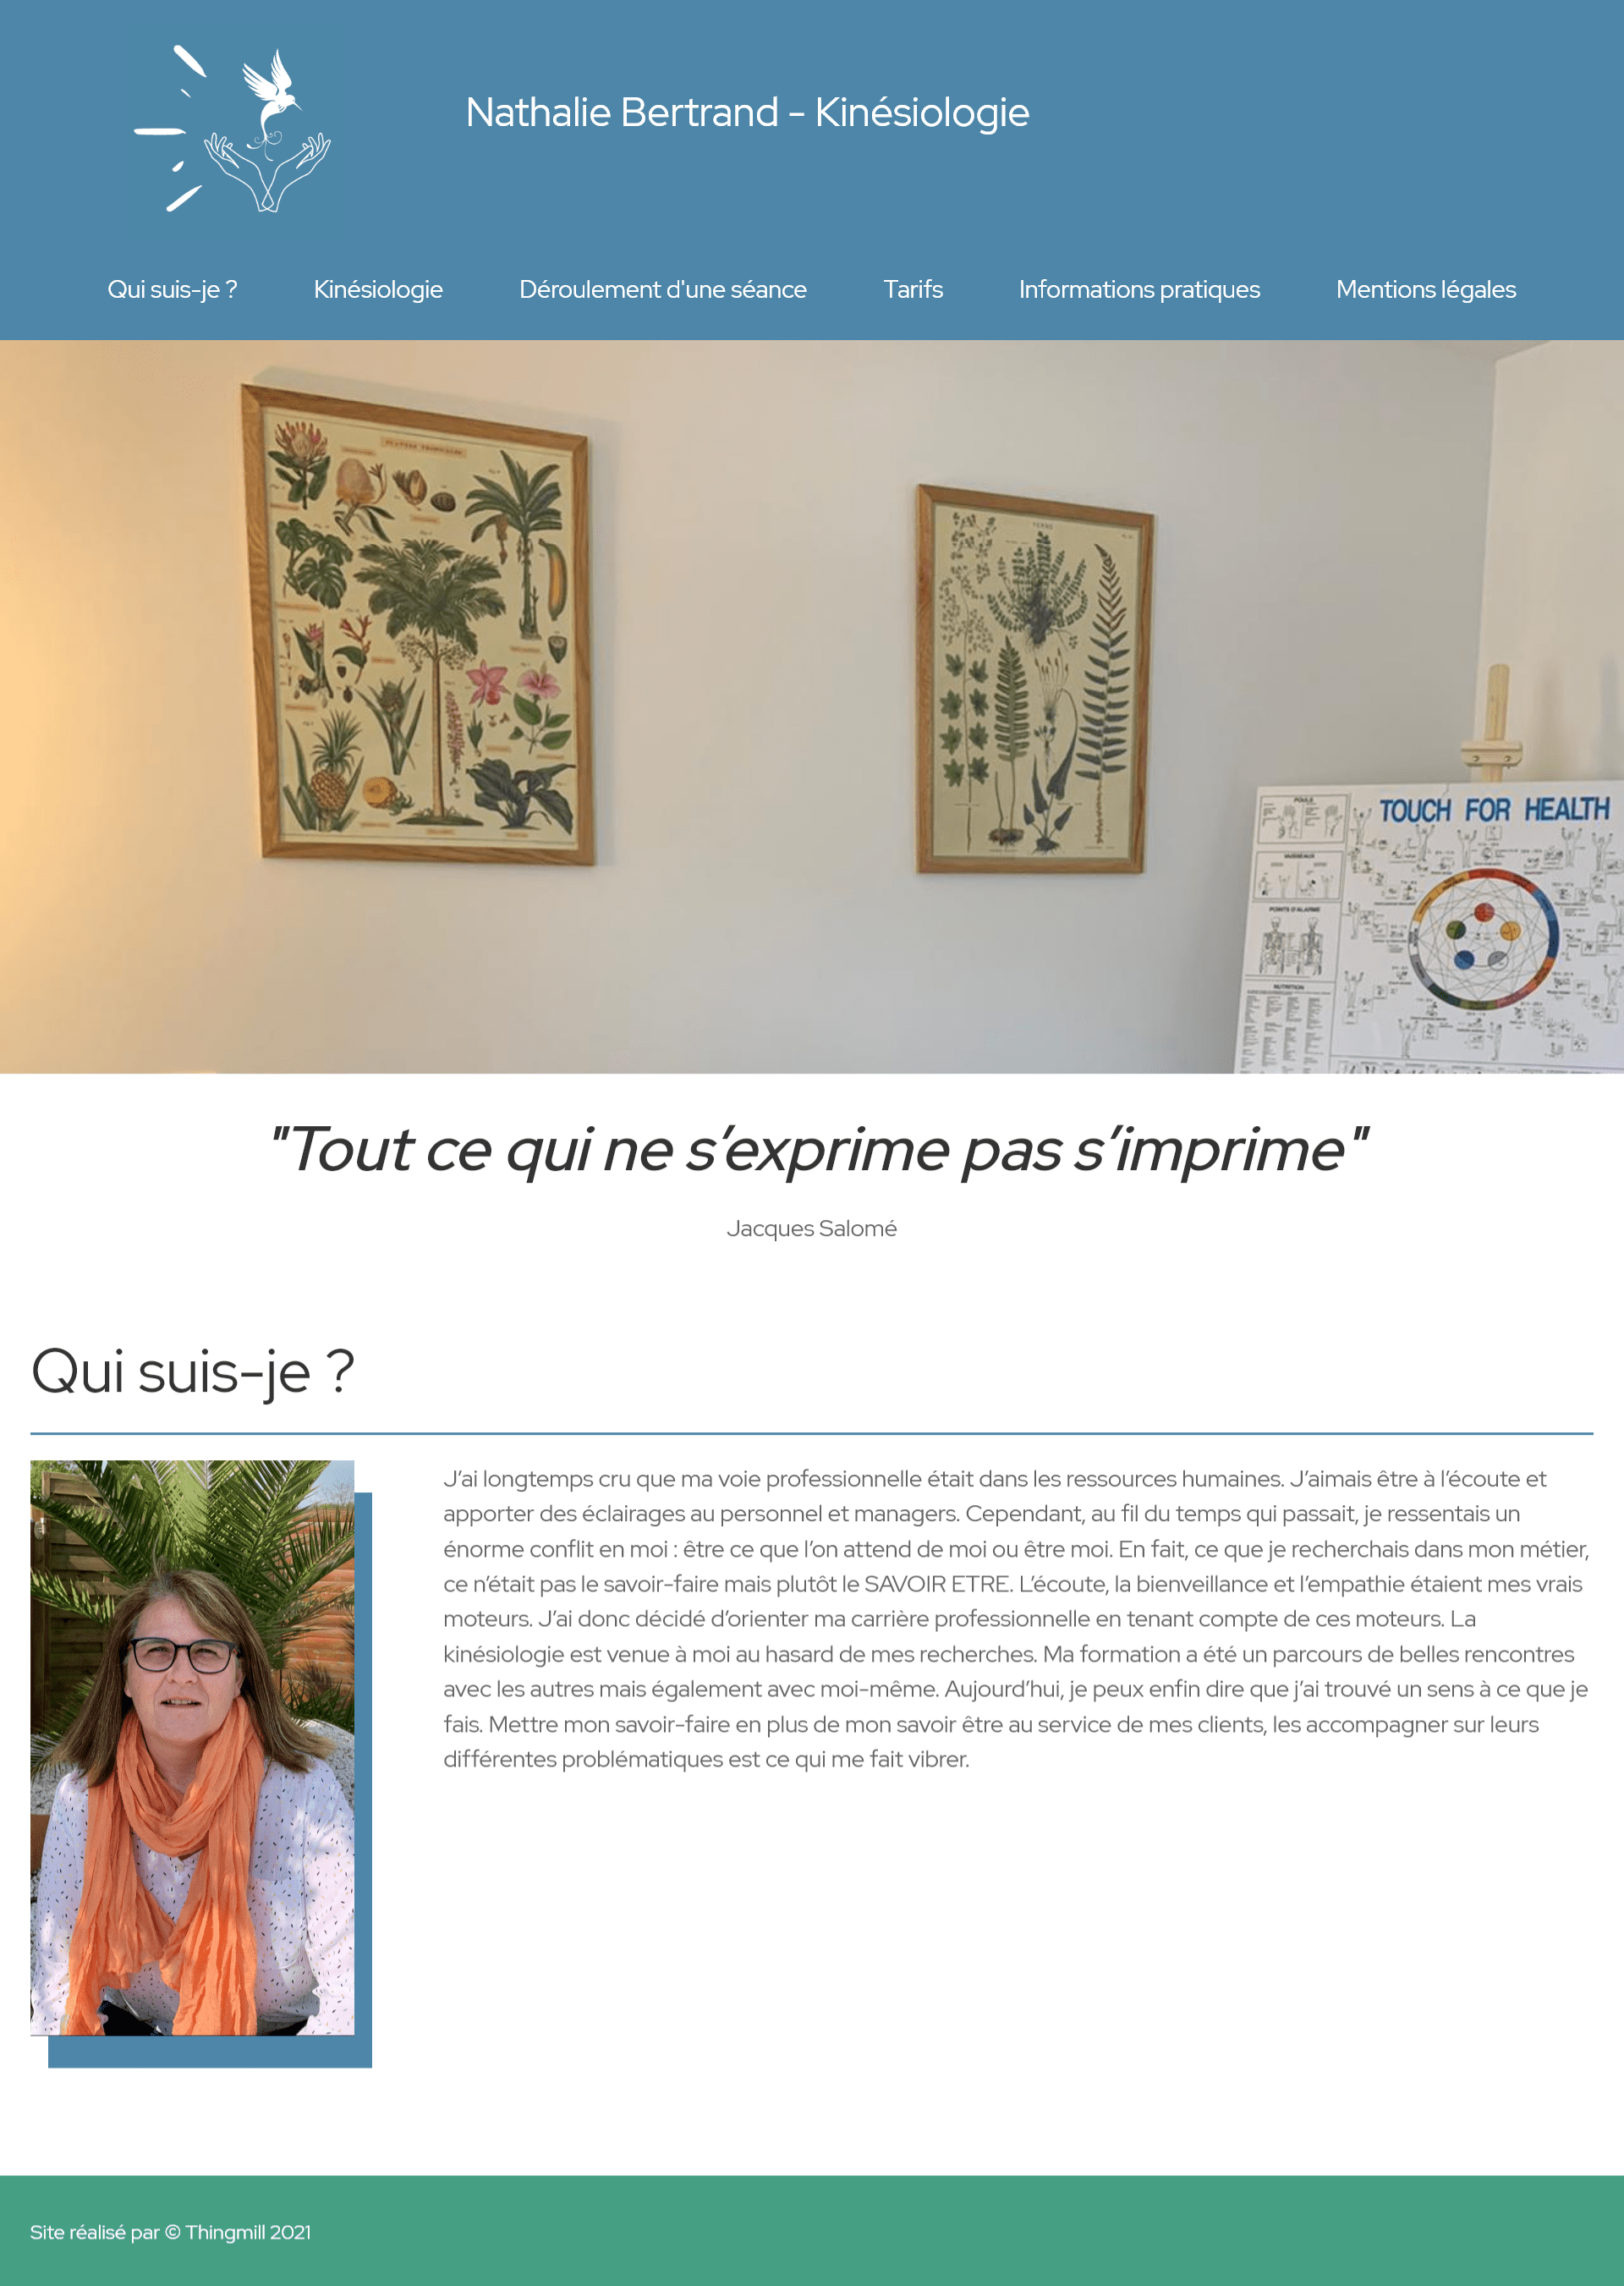 Nathalie Bertrand - Kinésiologie
Qui suis-je ?
Kinésiologie
Déroulement d'une séance
Tarifs
Informations pratiques
Mentions légales
PLANTES TROPICALES
TOUCH FOR HEALTH
POULS
VAISSEAUX
POINTS D'ALARME
NUTRITION
"Tout ce qui ne s’exprime pas s’imprime"
Jacques Salomé
Qui suis-je ?
J’ai longtemps cru que ma voie professionnelle était dans les ressources humaines. J’aimais être à l’écoute et
apporter des éclairages au personnel et managers. Cependant, au fil du temps qui passait, je ressentais un
énorme conflit en moi : être ce que l’on attend de moi ou être moi. En fait, ce que je recherchais dans mon métier,
ce n’était pas le savoir-faire mais plutôt le SAVOIR ETRE. L’écoute, la bienveillance et l’empathie étaient mes vrais
moteurs. J’ai donc décidé d’orienter ma carrière professionnelle en tenant compte de ces moteurs. La
kinésiologie est venue à moi au hasard de mes recherches. Ma formation a été un parcours de belles rencontres
avec les autres mais également avec moi-même. Aujourd’hui, je peux enfin dire que j’ai trouvé un sens à ce que je
fais. Mettre mon savoir-faire en plus de mon savoir être au service de mes clients, les accompagner sur leurs
différentes problématiques est ce qui me fait vibrer.
Site réalisé par © Thingmill 2021